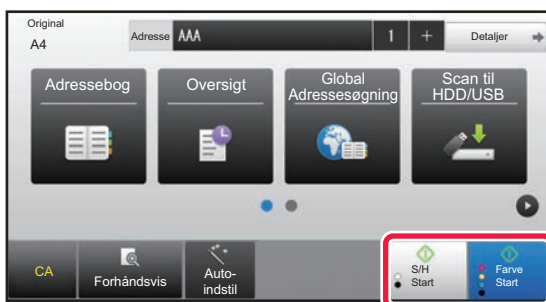 Original
A4
Adresse AAA 1 + Detaljer
Adressebog
Oversigt
Global
Adressesøgning
Scan til
HDD/USB
CA
Forhåndsvis
Auto-
indstil
S/H
Start
Farve
Start